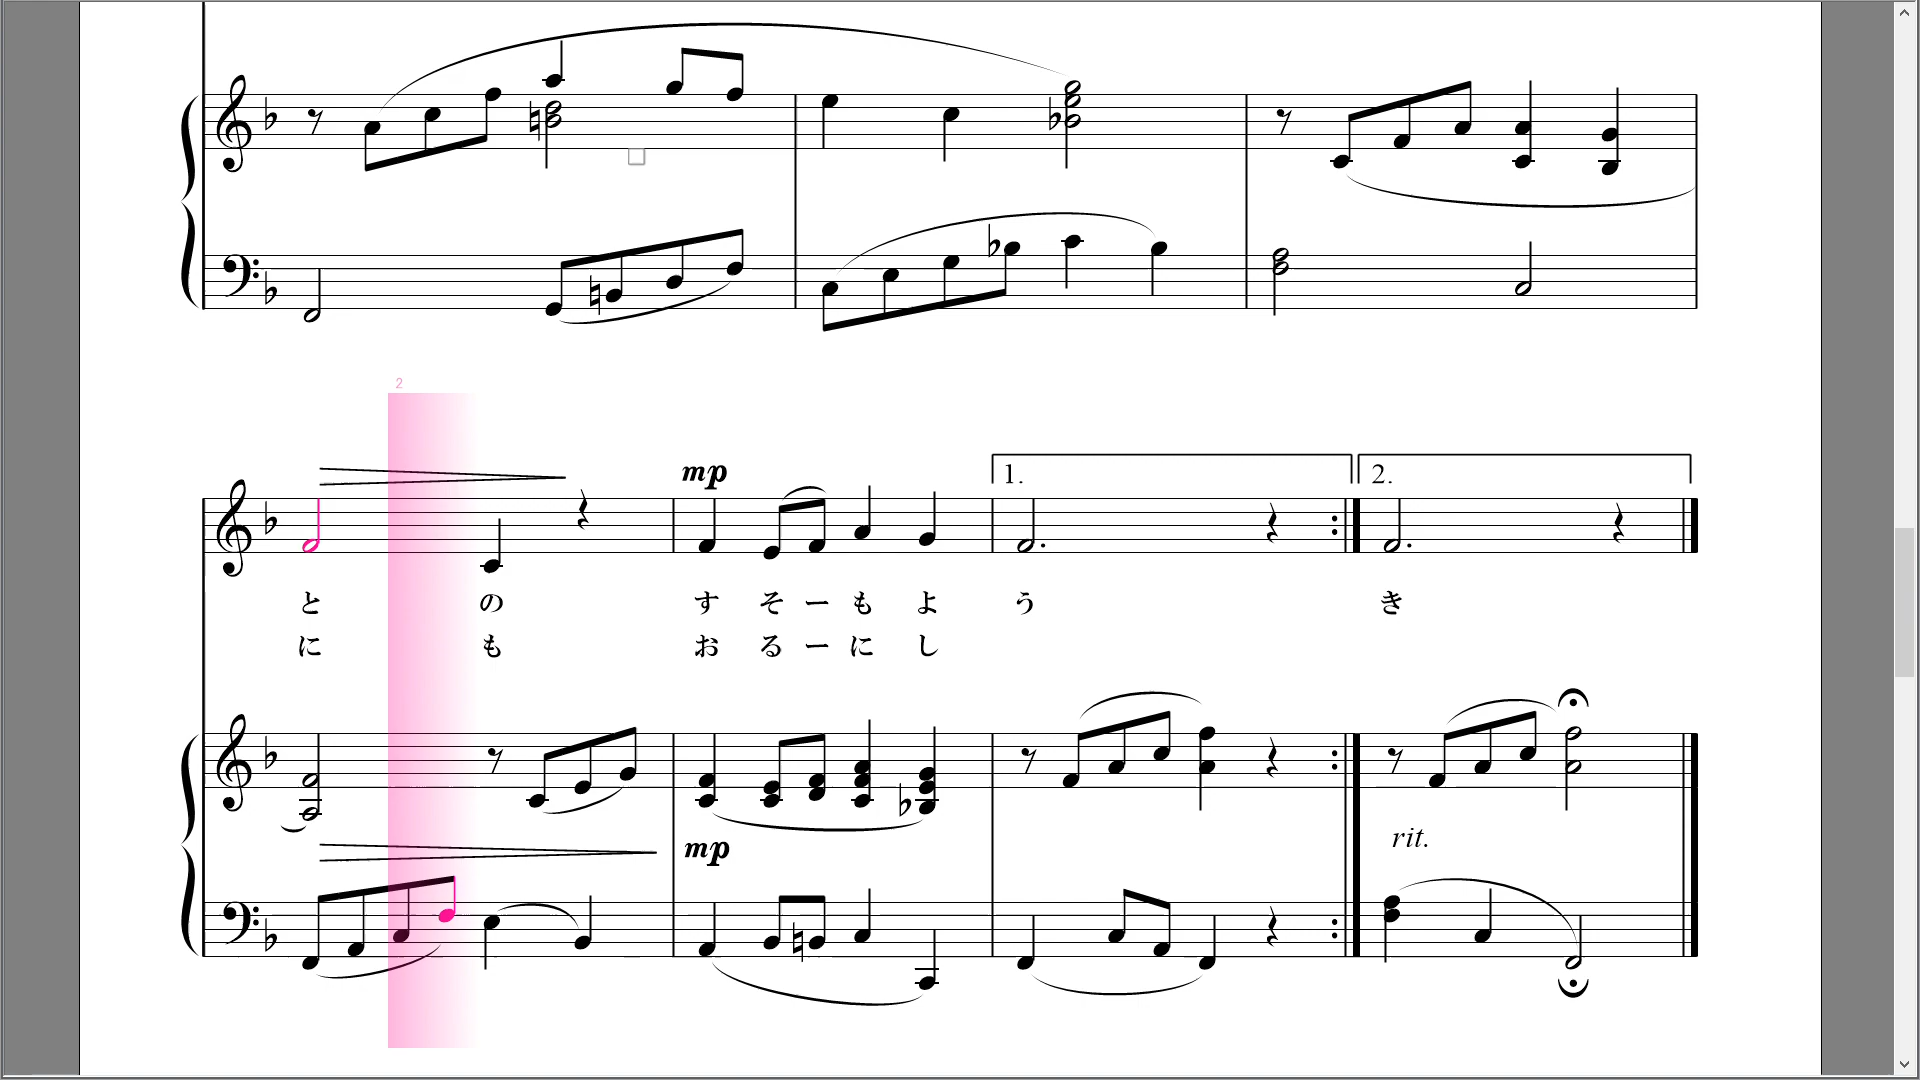 2
mp
1.
2.
と の す そ ー も よ う き
に も お る ー に し
mp
rit.